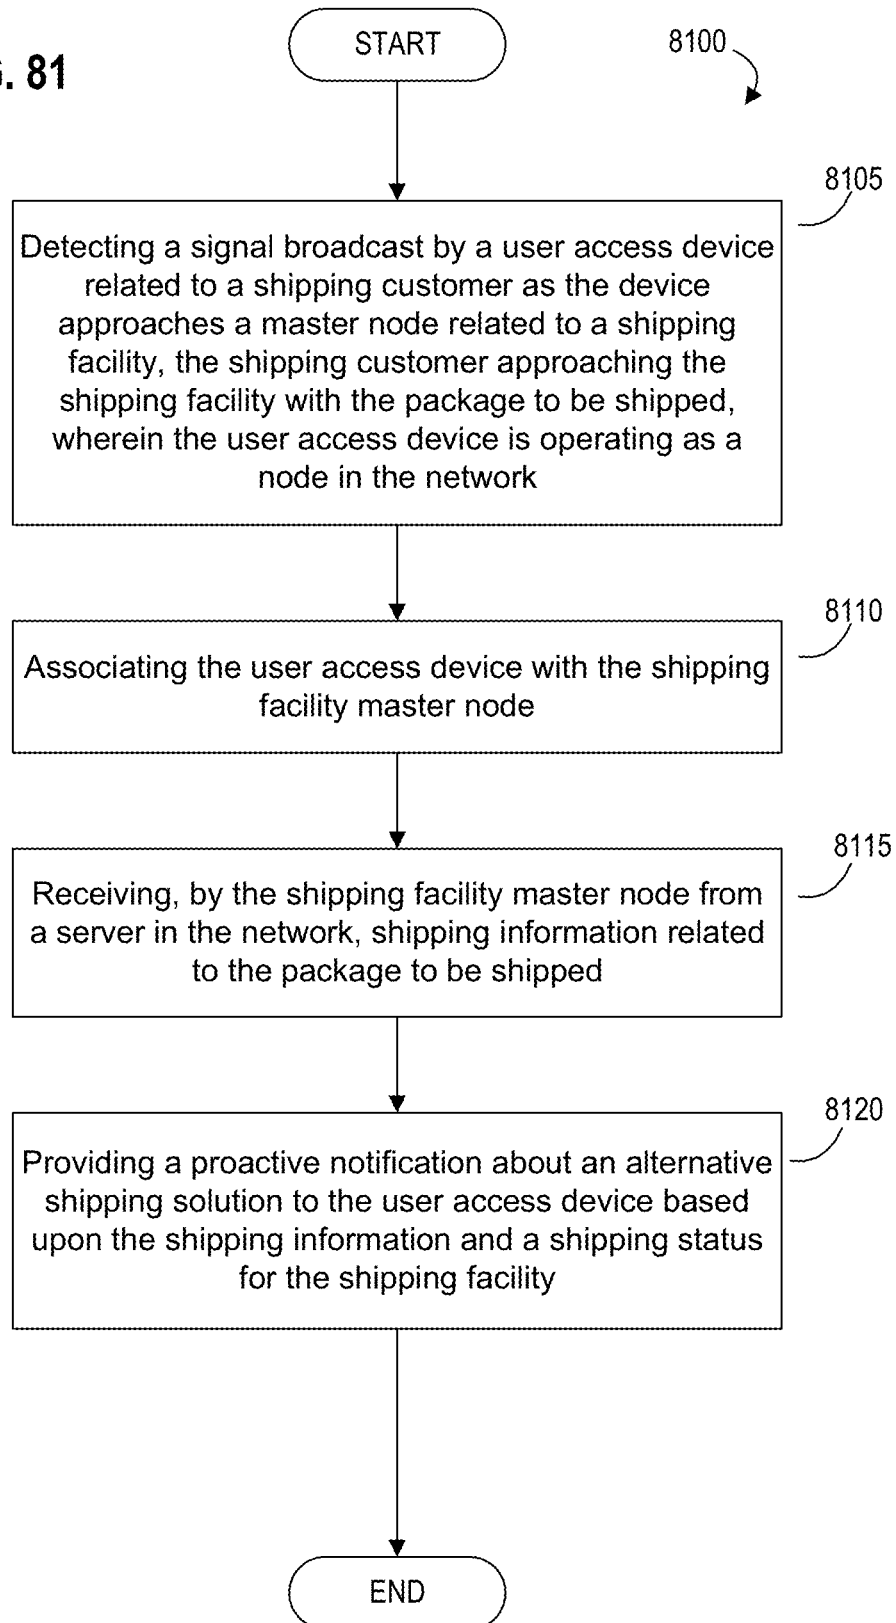 START
8100
. 81
8105
Detecting a signal broadcast by a user access device
related to a shipping customer as the device
approaches a master node related to a shipping
facility, the shipping customer approaching the
shipping facility with the package to be shipped,
wherein the user access device is operating as a
node in the network
8110
Associating the user access device with the shipping
facility master node
8115
Receiving, by the shipping facility master node from
a server in the network, shipping information related
to the package to be shipped
8120
Providing a proactive notification about an alternative
shipping solution to the user access device based
upon the shipping information and a shipping status
for the shipping facility
END